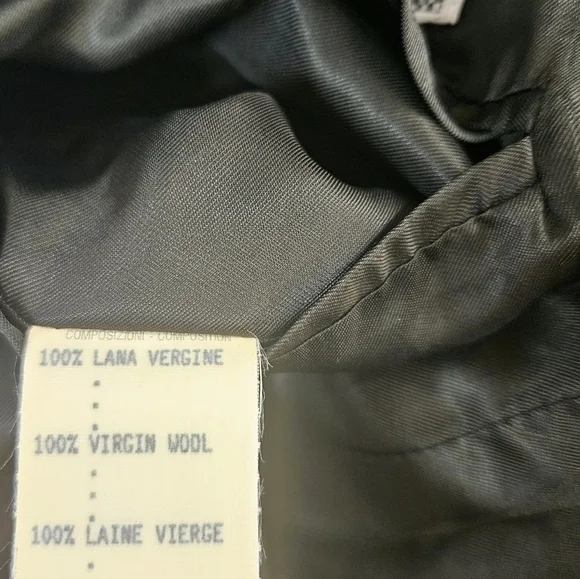 COMPOSIZIONI - COMPOSITION
100% LANA VERGINE
100% VIRGIN WOOL
100% LAINE VIERGE